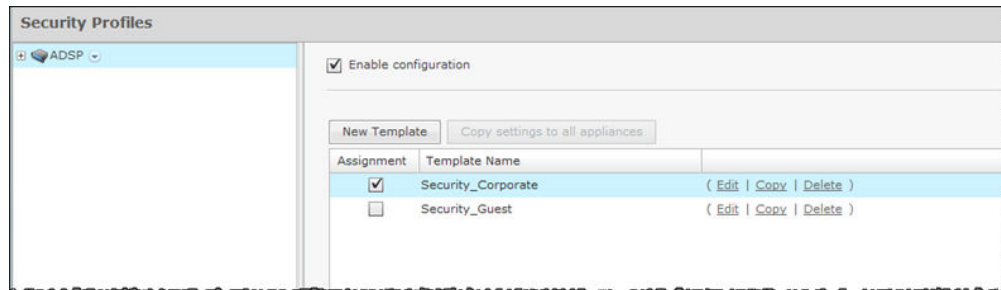 Security Profiles
ADSP
Enable configuration
New Template
Copy settings to all appliances
Assignment Template Name
Security_Corporate ( Edit | Copy | Delete )
Security_Guest ( Edit | Copy | Delete )